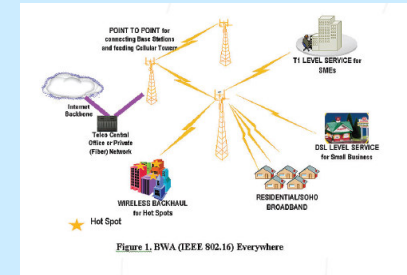 POINT TO POINT for
connecting Base Stations
and feeding Cellular Towers
T1 LEVEL SERVICE for
SMEs
Internet
Backbone
Telco Central
Office or Private
(Fiber) Network
DSL LEVEL SERVICE
for Small Business
WIRELESS BACKHAUL
for Hot Spots
RESIDENTIAL/SOHO
BROADBAND
Hot Spot
Figure 1. BWA (IEEE 802.16) Everywhere